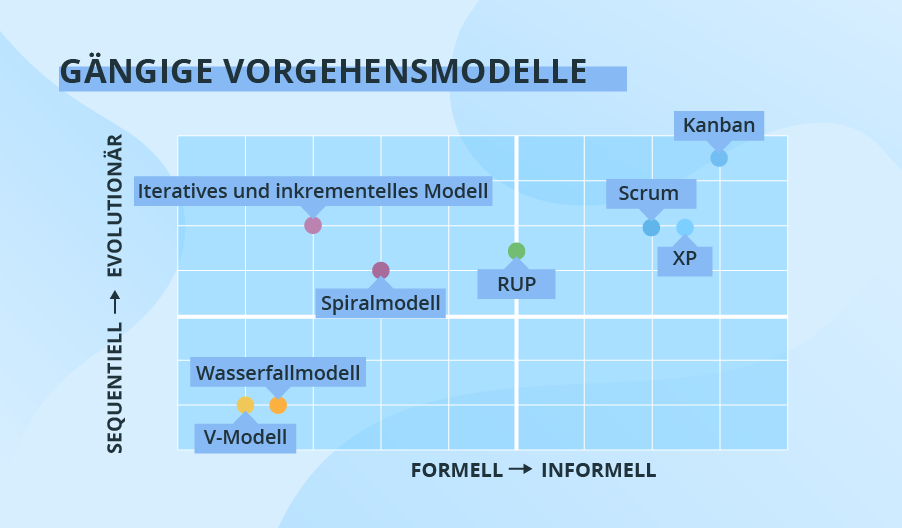 GÄNGIGE VORGEHENSMODELLE
Kanban
Iteratives und inkrementelles Modell
Scrum
XP
RUP
Spiralmodell
Wasserfallmodell
V-Modell
SEQUENTIELL → EVOLUTIONÄR
FORMELL → INFORMELL